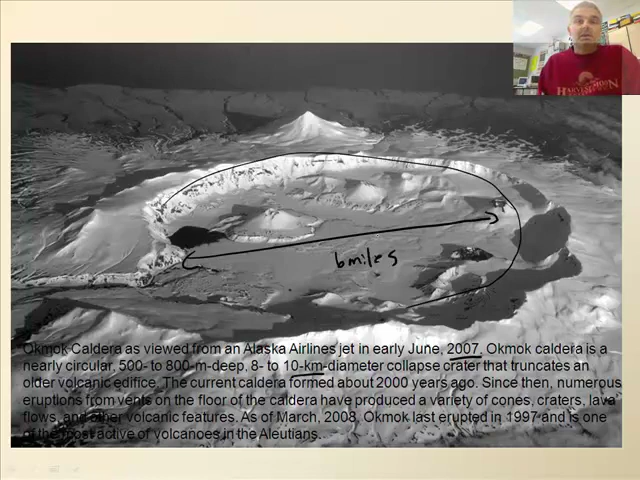 HARVEST MOON
6 miles
Okmok Caldera as viewed from an Alaska Airlines jet in early June, 2007. Okmok caldera is a
nearly circular, 500- to 800-m-deep, 8- to 10-km-diameter collapse crater that truncates an
older volcanic edifice. The current caldera formed about 2000 years ago. Since then, numerous
eruptions from vents on the floor of the caldera have produced a variety of cones, craters, lava
flows, and other volcanic features. As of March, 2008, Okmok last erupted in 1997 and is one
of the most active of volcanoes in the Aleutians.